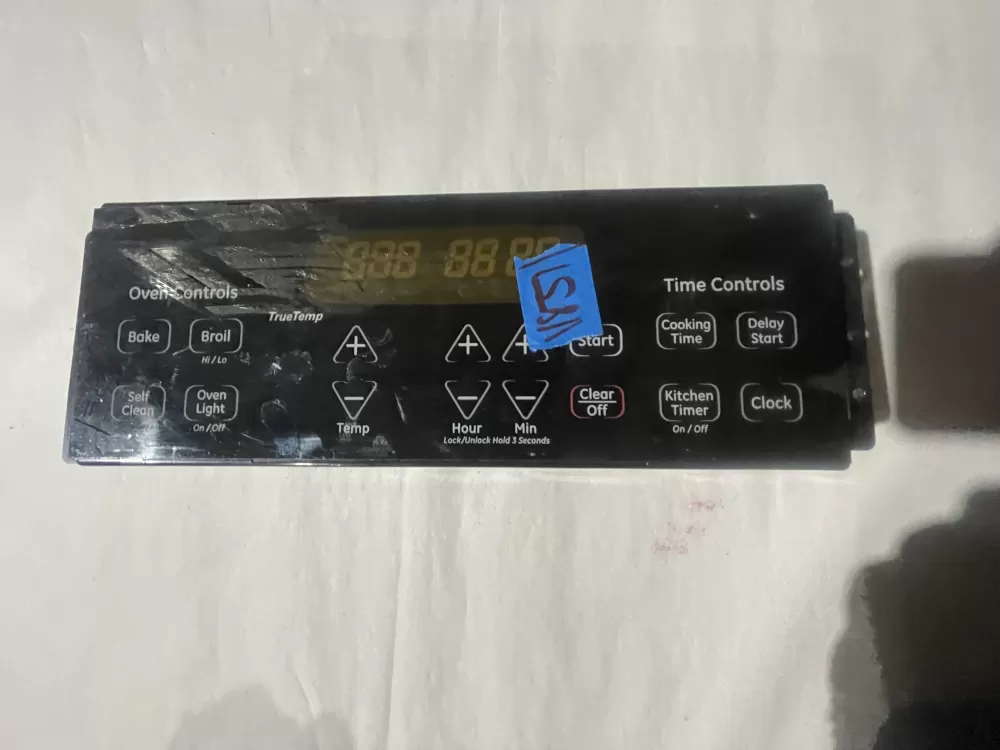 Oven Controls
Time Controls
TrueTemp
Bake
Broil
Hi / Lo
Start
Cooking
Time
Delay
Start
Self
Clean
Oven
Light
On / Off
Temp
Hour
Min
Lock/Unlock Hold 3 Seconds
Clear
Off
Kitchen
Timer
On / Off
Clock